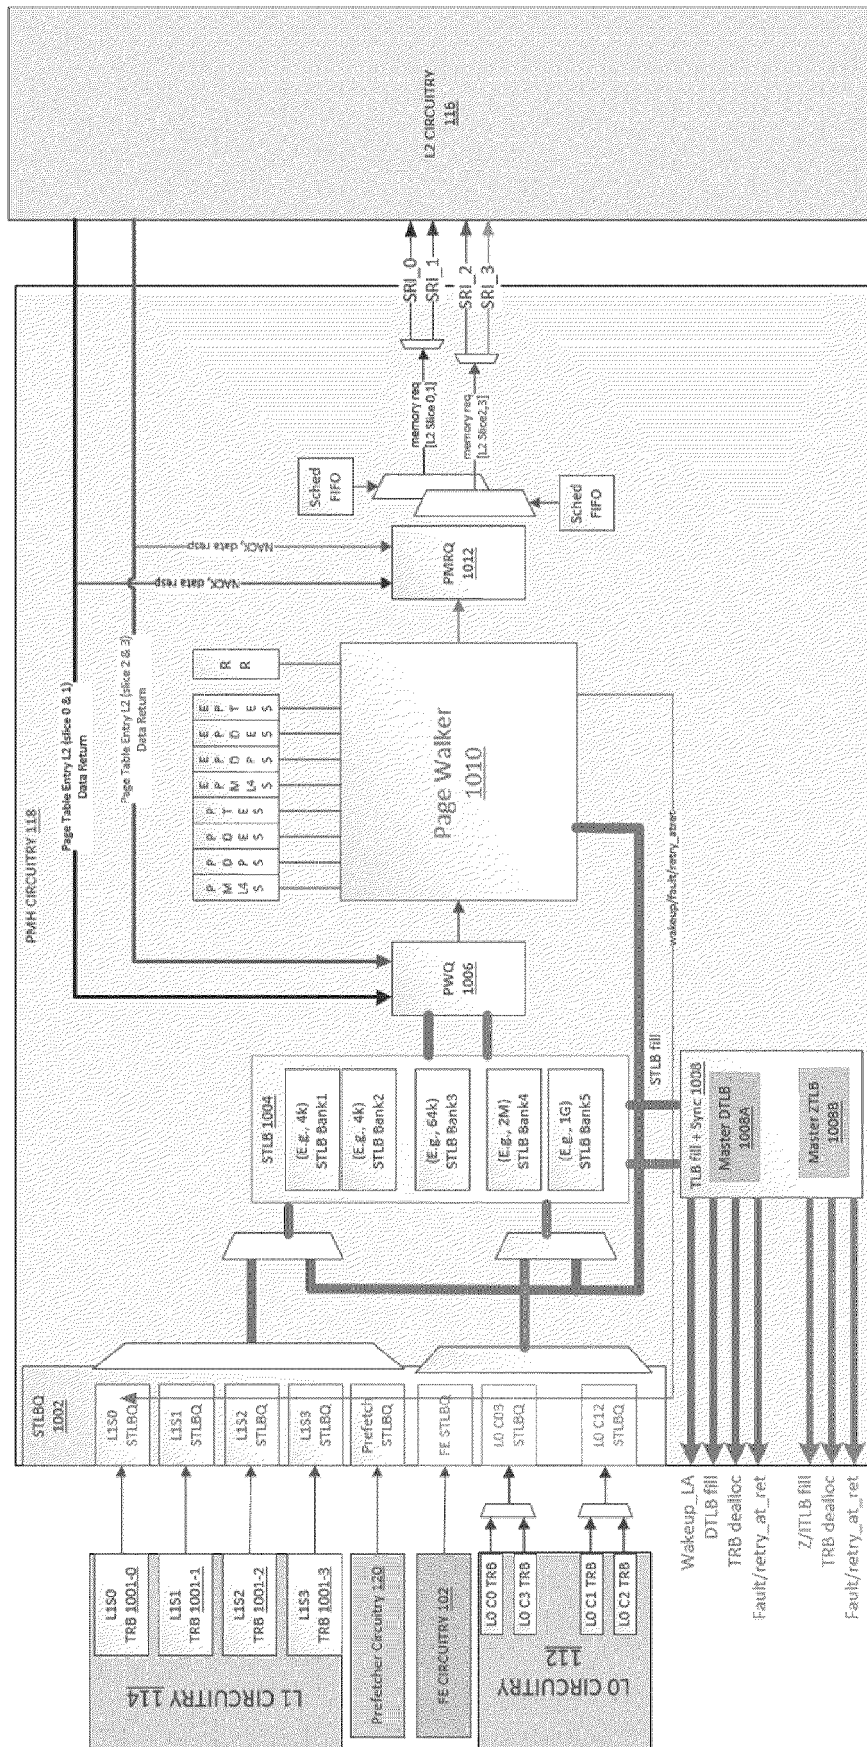 L1 CIRCUITRY 114
L1S0
TRB 1001-0
L1S1
TRB 1001-1
L1S2
TRB 1001-2
L1S3
TRB 1001-3
Prefetcher Circuitry 120
FE CIRCUITRY 102
L0 CIRCUITRY
112
L0 C0 TRB
L0 C3 TRB
L0 C1 TRB
L0 C2 TRB
PMH CIRCUITRY 118
STLBQ
1002
L1S0
STLBQ
L1S1
STLBQ
L1S2
STLBQ
L1S3
STLBQ
Prefetch
STLBQ
FE STLBQ
L0 C03
STLBQ
L0 C12
STLBQ
STLB 1004
(E.g., 4k)
STLB Bank1
(E.g., 4k)
STLB Bank2
(E.g., 64k)
STLB Bank3
(E.g., 2M)
STLB Bank4
(E.g., 1G)
STLB Bank5
PWQ
1006
Page Table Entry L2 (slice 0 & 1)
Data Return
Page Table Entry L2 (slice 2 & 3)
Data Return
P P P P E E E E
M D D T P P P P R
L4 P E E M D D T R
S S S S L4 P E E
S S S S
Page Walker
1010
STLB fill
wakeup/fault/retry_atret
NACK, data resp
NACK, data resp
PMRQ
1012
Sched
FIFO
Sched
FIFO
memory req
[L2 Slice 0,1]
memory req
[L2 Slice2,3]
SRI_0
SRI_1
SRI_2
SRI_3
L2 CIRCUITRY
116
TLB fill + Sync 1008
Master DTLB
1008A
Master ZTLB
1008B
Wakeup_LA
DTLB fill
TRB dealloc
Fault/retry_at_ret
Z/ITLB fill
TRB dealloc
Fault/retry_at_ret